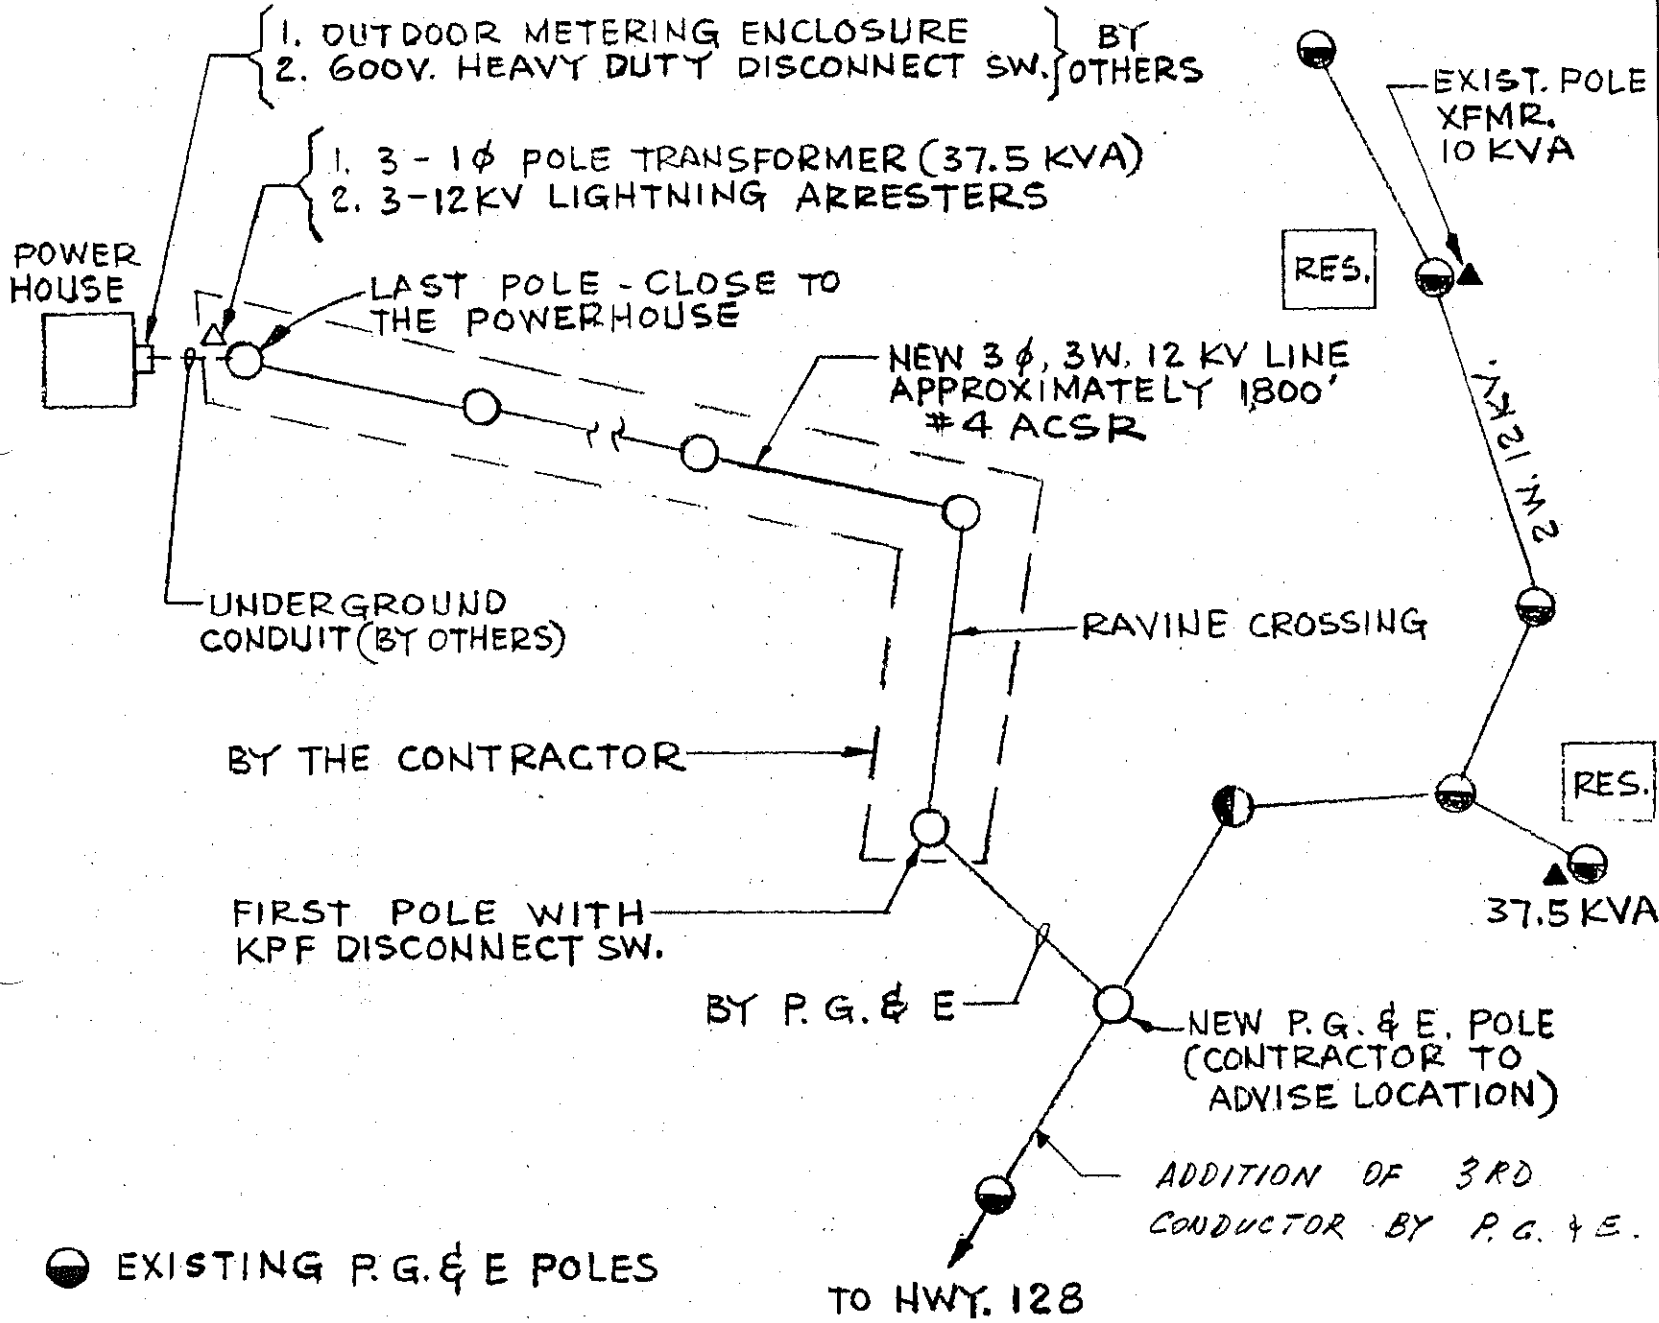 1. OUTDOOR METERING ENCLOSURE
2. 600V. HEAVY DUTY DISCONNECT SW.
BY
OTHERS
1. 3-1ϕ POLE TRANSFORMER (37.5 KVA)
2. 3-12KV LIGHTNING ARRESTERS
EXIST. POLE
XFMR.
10 KVA
POWER
HOUSE
LAST POLE - CLOSE TO
THE POWERHOUSE
RES.
NEW 3ϕ, 3W. 12 KV LINE
APPROXIMATELY 1,800'
#4 ACSR
2W. 12KV.
UNDERGROUND
CONDUIT (BY OTHERS)
RAVINE CROSSING
BY THE CONTRACTOR
RES.
37.5 KVA
FIRST POLE WITH
KPF DISCONNECT SW.
BY P.G. & E
NEW P.G. & E. POLE
(CONTRACTOR TO
ADVISE LOCATION)
ADDITION OF 3RD
CONDUCTOR BY P.G. & E.
EXISTING P.G. & E POLES
TO HWY. 128